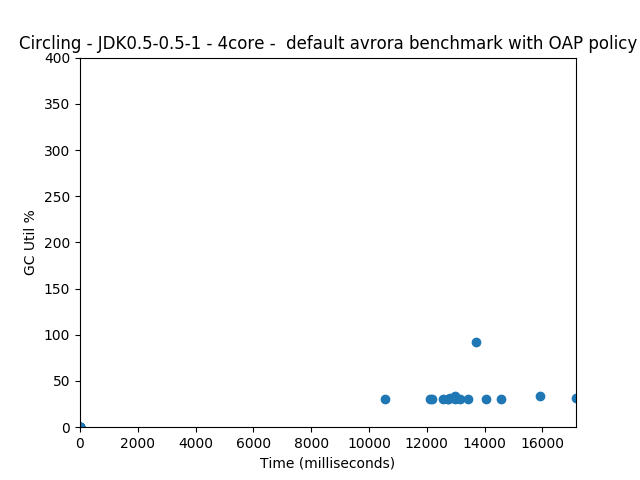 Circling - JDK0.5-0.5-1 - 4core -  default avrora benchmark with OAP policy
400
350
300
250
200
150
100
50
0
GC Util %
0 2000 4000 6000 8000 10000 12000 14000 16000
Time (milliseconds)